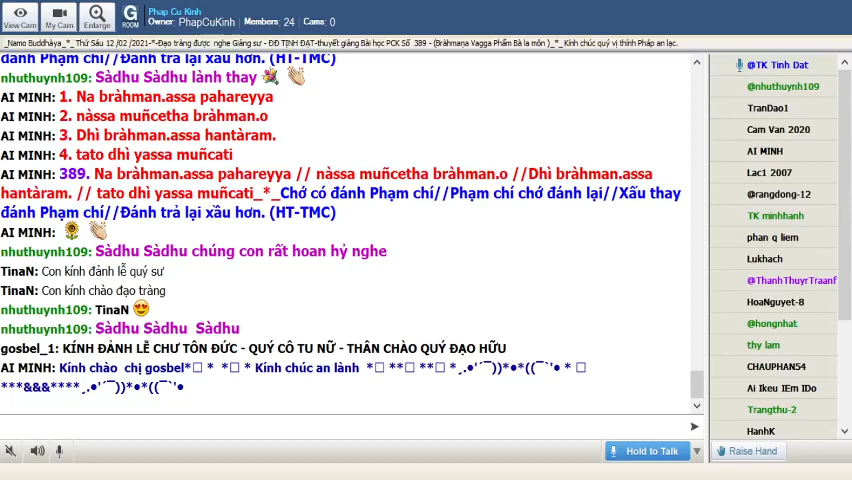 View Cam
My Cam
Enlarge
G
ROOM
Phap Cu Kinh
Owner: PhapCuKinh Members: 24 Cams: 0
_Namo Buddhàya_*_ Thứ Sáu 12 /02 /2021-*-Đạo tràng được nghe Giảng sư - ĐĐ TỊNH ĐẠT-thuyết giảng Bài học PCK Số 389 - (Bràhmaṇa Vagga Phẩm Bà la môn )_*_ Kính chúc quý vị thính Pháp an lạc.
đánh Phạm chí//Đánh trả lại xấu hơn. (HT-TMC)
nhuthuynh109: Sàdhu Sàdhu lành thay
AI MINH: 1. Na bràhman.assa pahareyya
AI MINH: 2. nàssa muñcetha bràhman.o
AI MINH: 3. Dhì bràhman.assa hantàram.
AI MINH: 4. tato dhì yassa muñcati
AI MINH: 389. Na bràhman.assa pahareyya // nàssa muñcetha bràhman.o //Dhì bràhman.assa
hantàram. // tato dhì yassa muñcati_*_Chớ có đánh Phạm chí//Phạm chí chớ đánh lại//Xấu thay
đánh Phạm chí//Đánh trả lại xầu hơn. (HT-TMC)
AI MINH:
nhuthuynh109: Sàdhu Sàdhu chúng con rất hoan hỷ nghe
TinaN: Con kính đảnh lễ quý sư
TinaN: Con kính chào đạo tràng
nhuthuynh109: TinaN
nhuthuynh109: Sàdhu Sàdhu Sàdhu
gosbel_1: KÍNH ĐẢNH LỄ CHƯ TÔN ĐỨC - QUÝ CÔ TU NỮ - THÂN CHÀO QUÝ ĐẠO HỮU
AI MINH: Kính chào chị gosbel*□ * *□ * Kính chúc an lành *□ **□ **□ *¸.•'´¯))*•*((¯`'• * □
***&&&****¸.•'´¯))*•*((¯`'•
@TK Tinh Dat
@nhuthuynh109
TranDao1
Cam Van 2020
AI MINH
Lac1 2007
@rangdong-12
TK minhhanh
phan q liem
Lukhach
@ThanhThuyrTraanf
HoaNguyet-8
@hongnhat
thy lam
CHAUPHAN54
Ai Ikeu IEm IDo
Trangthu-2
HanhK
Hold to Talk
Raise Hand